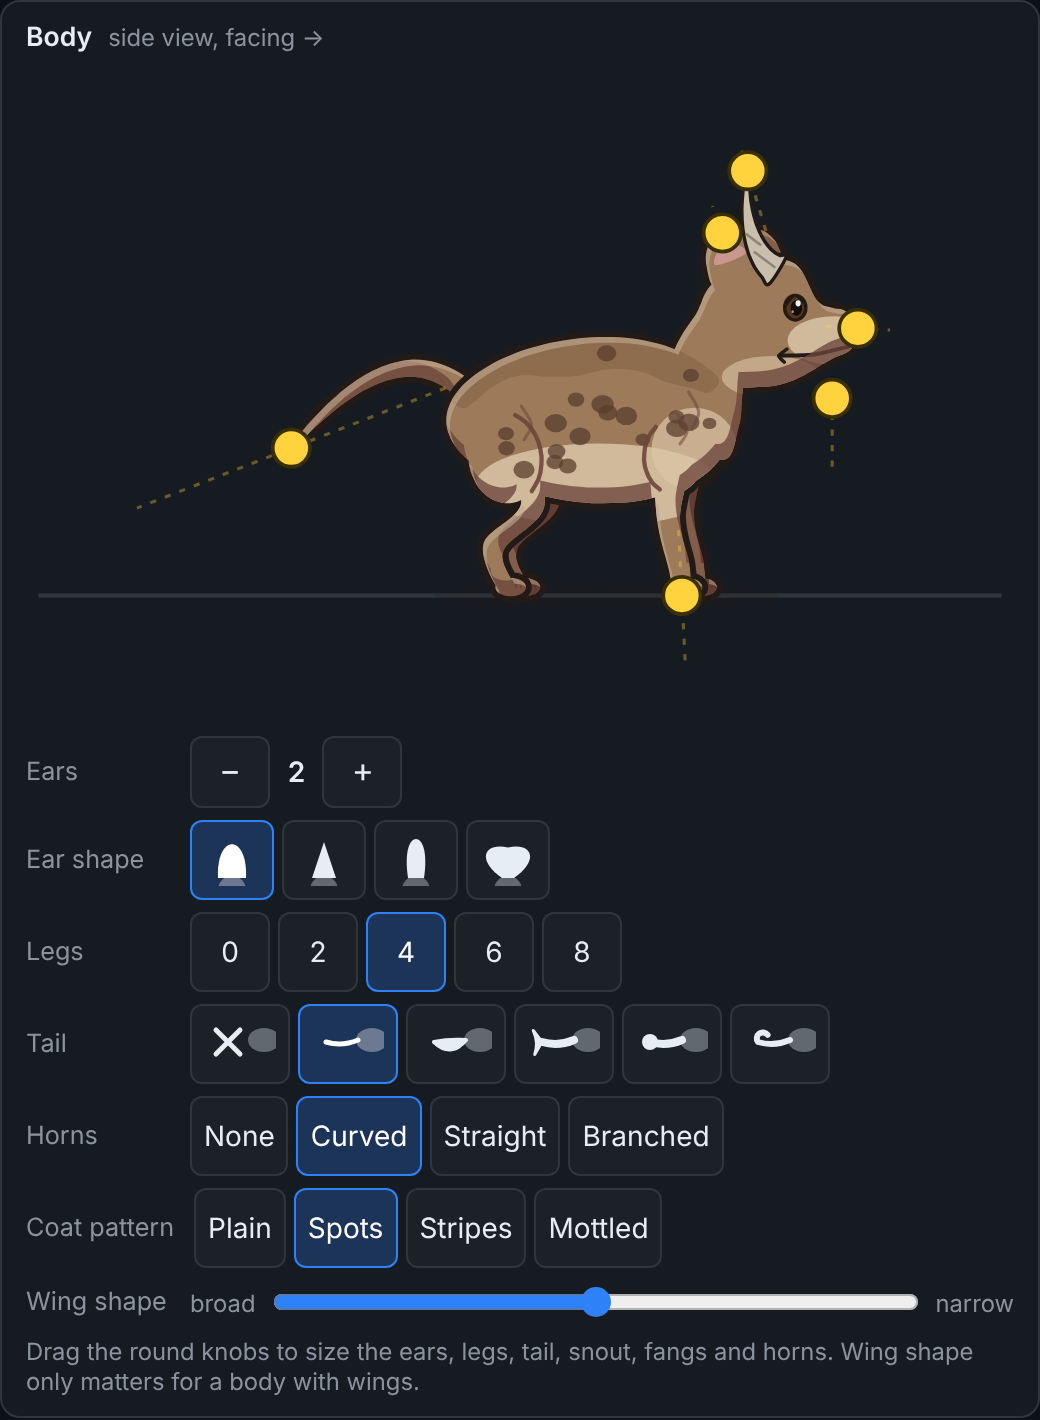 Body side view, facing →
Ears − 2 +
Ear shape
Legs 0 2 4 6 8
Tail
Horns None Curved Straight Branched
Coat pattern Plain Spots Stripes Mottled
Wing shape broad narrow
Drag the round knobs to size the ears, legs, tail, snout, fangs and horns. Wing shape
only matters for a body with wings.